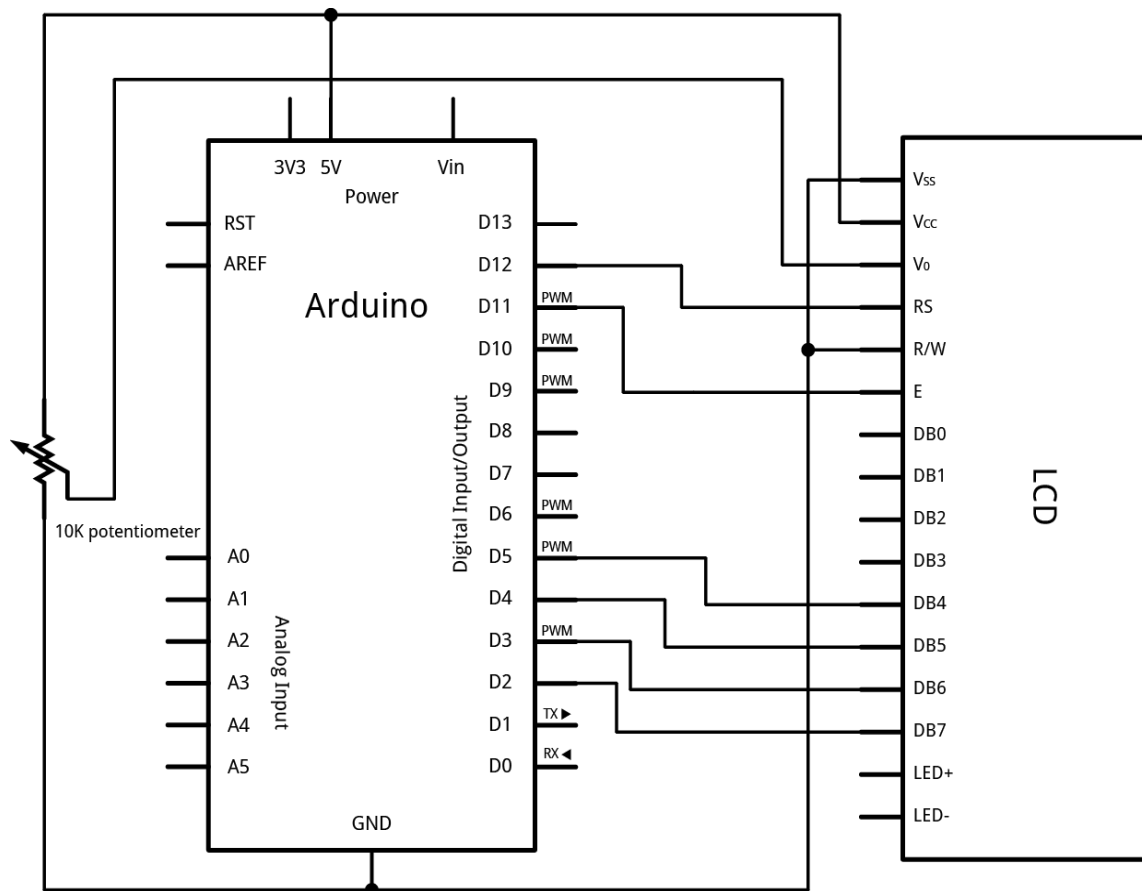 3V3 5V Vin
Power
RST
AREF
Arduino
10K potentiometer
A0
A1
A2
A3
A4
A5
Analog Input
GND
D13
D12
D11 PWM
D10 PWM
D9 PWM
D8
D7
D6 PWM
D5 PWM
D4
D3 PWM
D2
D1 TX ▶
D0 RX ◀
Digital Input/Output
Vss
Vcc
V0
RS
R/W
E
DB0
DB1
DB2
DB3
DB4
DB5
DB6
DB7
LED+
LED-
LCD